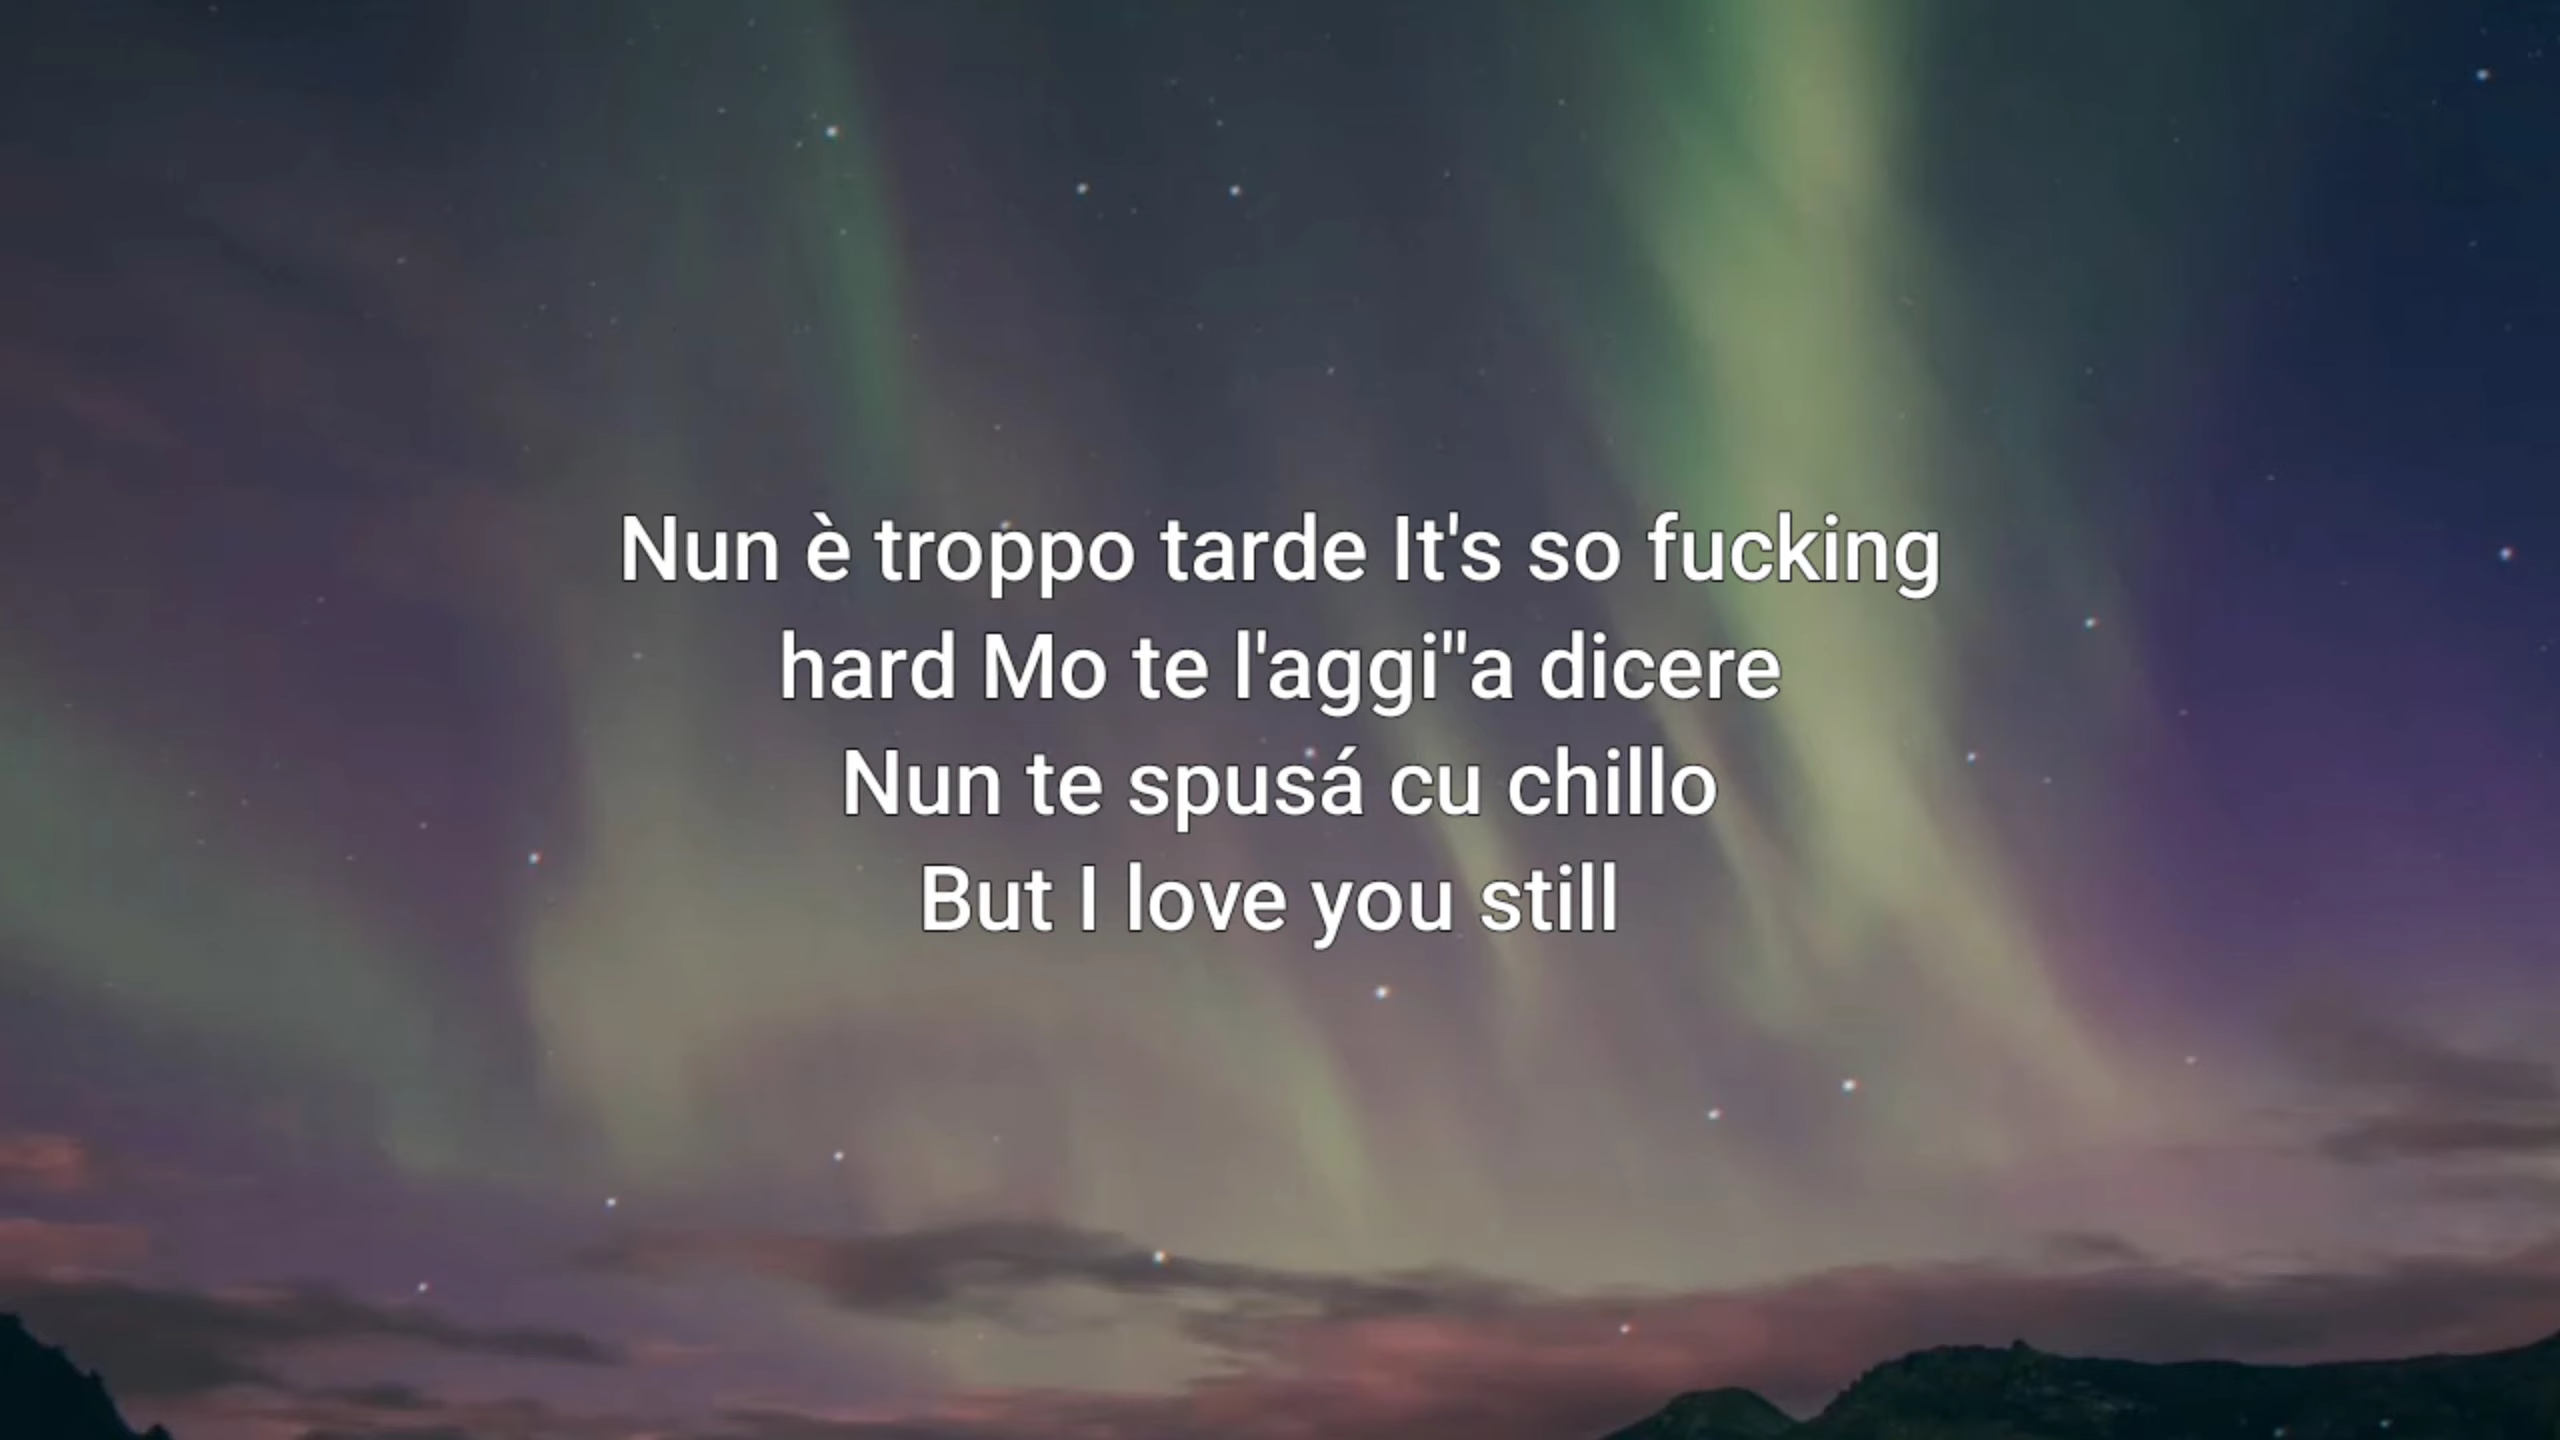 Nun è troppo tarde It's so fucking
hard Mo te l'aggi"a dicere
Nun te spusá cu chillo
But I love you still